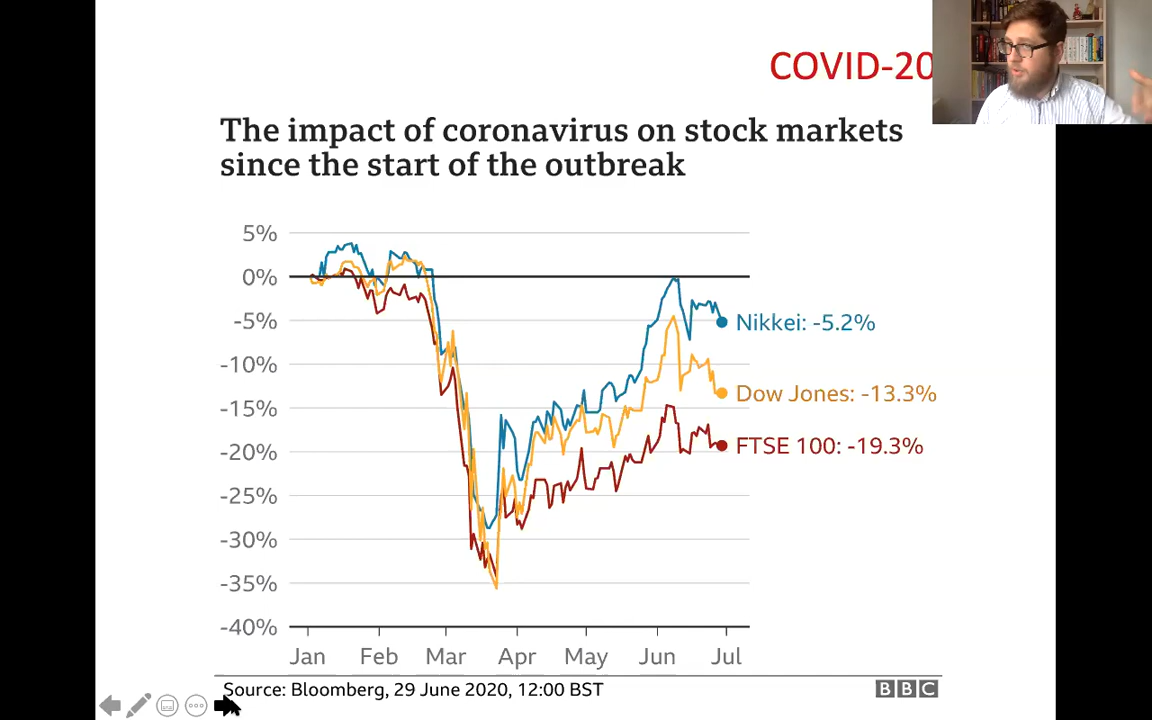 COVID-20
The impact of coronavirus on stock markets
since the start of the outbreak
5%
0%
-5%
-10%
-15%
-20%
-25%
-30%
-35%
-40%
Nikkei: -5.2%
Dow Jones: -13.3%
FTSE 100: -19.3%
Jan Feb Mar Apr May Jun Jul
Source: Bloomberg, 29 June 2020, 12:00 BST
BBC